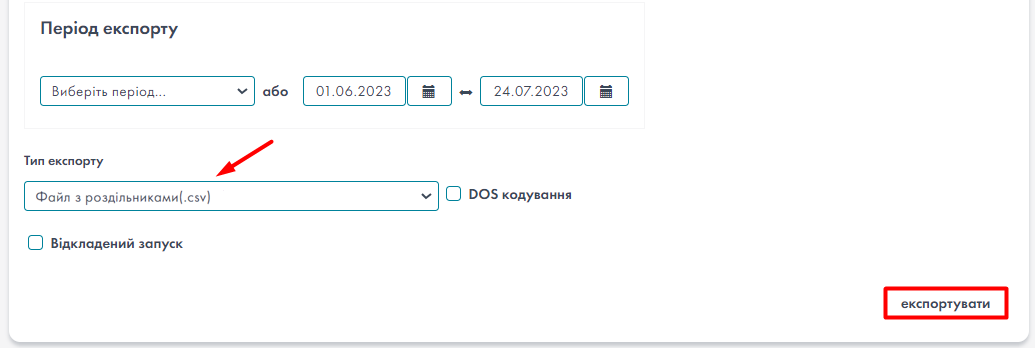 Період експорту
Виберіть період... або 01.06.2023 24.07.2023
Тип експорту
Файл з роздільниками(.csv) DOS кодування
Відкладений запуск
експортувати